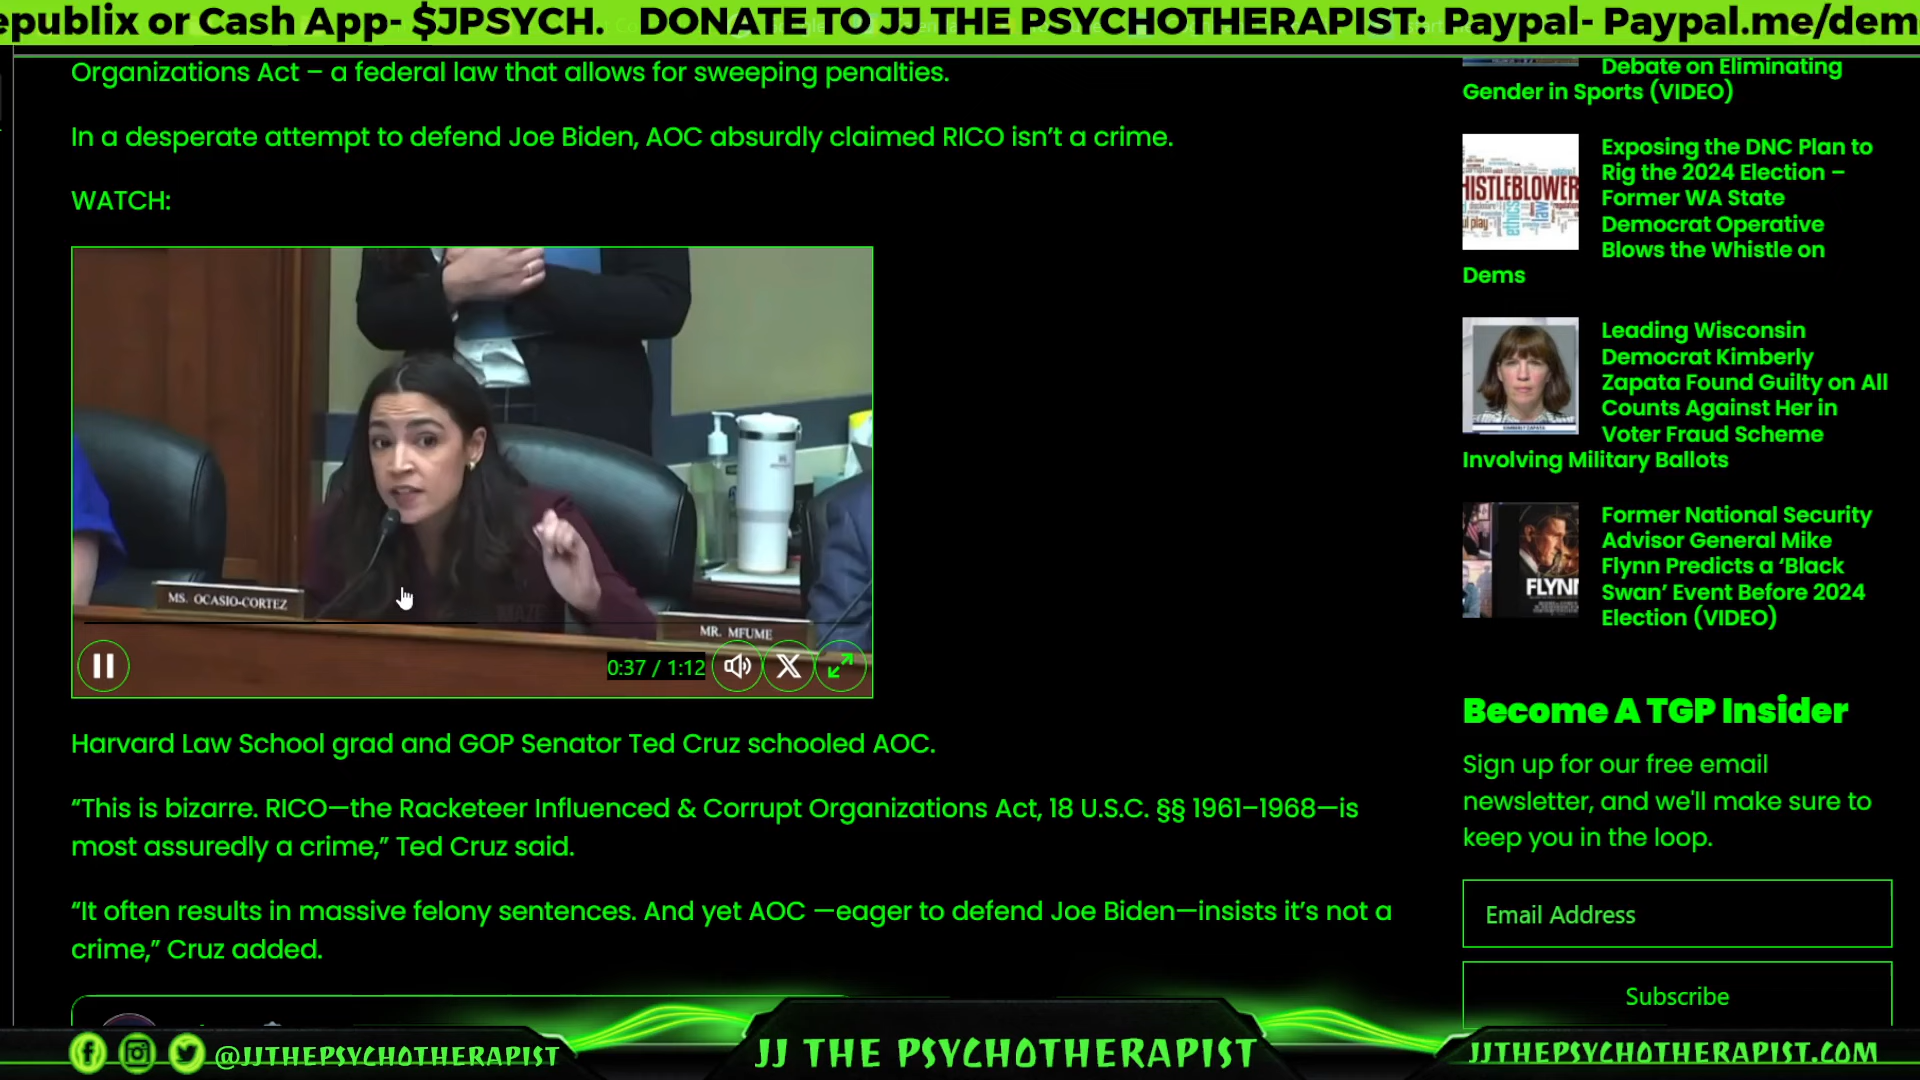 epublix or Cash App- $JPSYCH. DONATE TO JJ THE PSYCHOTHERAPIST: Paypal- Paypal.me/dem
Organizations Act – a federal law that allows for sweeping penalties.
In a desperate attempt to defend Joe Biden, AOC absurdly claimed RICO isn’t a crime.
WATCH:
MS. OCASIO-CORTEZ
MR. MFUME
0:37 / 1:12
Harvard Law School grad and GOP Senator Ted Cruz schooled AOC.
“This is bizarre. RICO—the Racketeer Influenced & Corrupt Organizations Act, 18 U.S.C. §§ 1961–1968—is
most assuredly a crime,” Ted Cruz said.
“It often results in massive felony sentences. And yet AOC —eager to defend Joe Biden—insists it’s not a
crime,” Cruz added.
Debate on Eliminating
Gender in Sports (VIDEO)
HISTLEBLOWER
ethics
law
ul play
Exposing the DNC Plan to
Rig the 2024 Election –
Former WA State
Democrat Operative
Blows the Whistle on
Dems
KIMBERLY ZAPATA
Leading Wisconsin
Democrat Kimberly
Zapata Found Guilty on All
Counts Against Her in
Voter Fraud Scheme
Involving Military Ballots
FLYN
Former National Security
Advisor General Mike
Flynn Predicts a ‘Black
Swan’ Event Before 2024
Election (VIDEO)
Become A TGP Insider
Sign up for our free email
newsletter, and we'll make sure to
keep you in the loop.
Email Address
Subscribe
@JJTHEPSYCHOTHERAPIST
JJ THE PSYCHOTHERAPIST
JJTHEPSYCHOTHERAPIST.COM